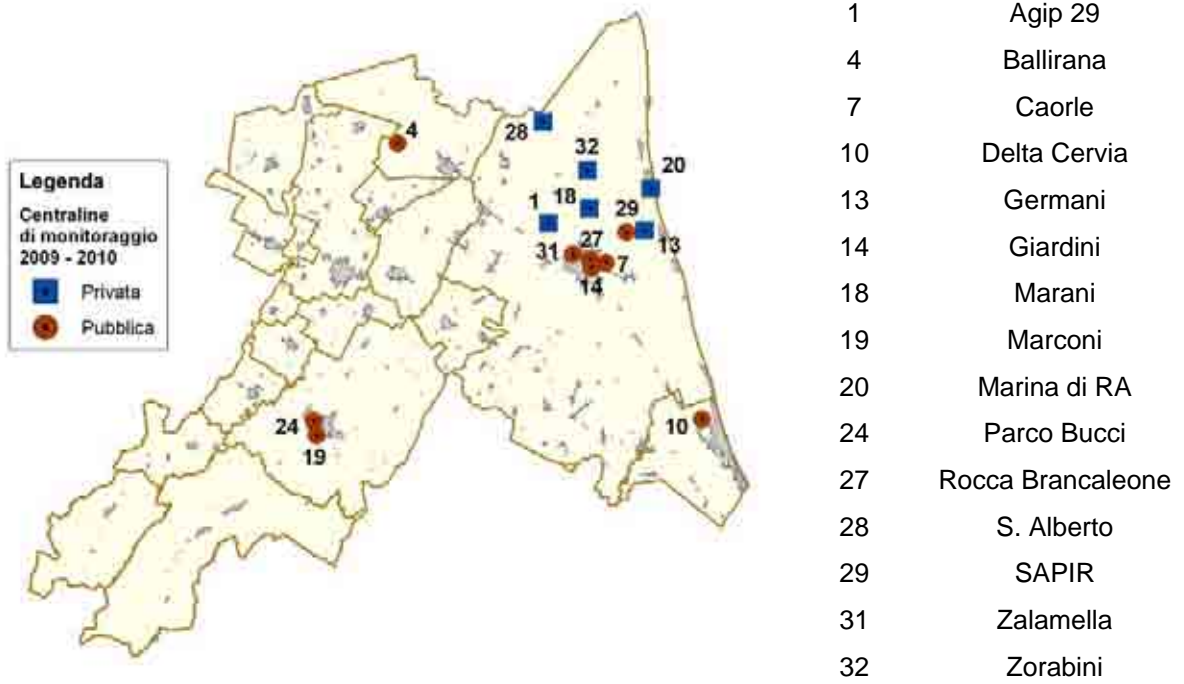 Legenda
Centraline
di monitoraggio
2009 - 2010
Privata
Pubblica
4
28
32
20
18
1
29
27
31
13
7
14
24
19
10
1 Agip 29
4 Ballirana
7 Caorle
10 Delta Cervia
13 Germani
14 Giardini
18 Marani
19 Marconi
20 Marina di RA
24 Parco Bucci
27 Rocca Brancaleone
28 S. Alberto
29 SAPIR
31 Zalamella
32 Zorabini